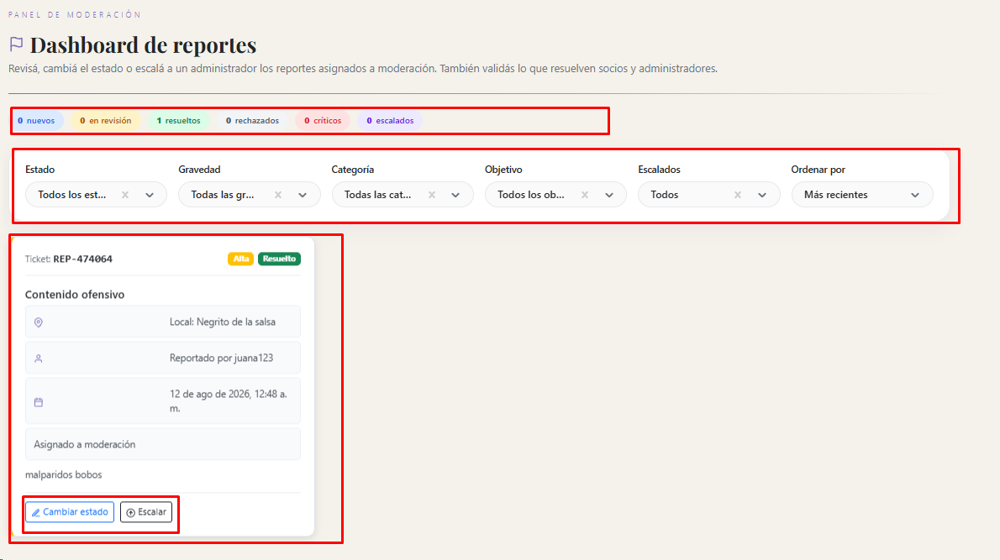 PANEL DE MODERACIÓN
Dashboard de reportes
Revisá, cambiá el estado o escalá a un administrador los reportes asignados a moderación. También validás lo que resuelven socios y administradores.
0 nuevos 0 en revisión 1 resueltos 0 rechazados 0 críticos 0 escalados
Estado Gravedad Categoría Objetivo Escalados Ordenar por
Todos los est... Todas las gr... Todas las cat... Todos los ob... Todos Más recientes
Ticket: REP-474064 Alta Resuelto
Contenido ofensivo
Local: Negrito de la salsa
Reportado por juana123
12 de ago de 2026, 12:48 a.
m.
Asignado a moderación
malparidos bobos
Cambiar estado Escalar